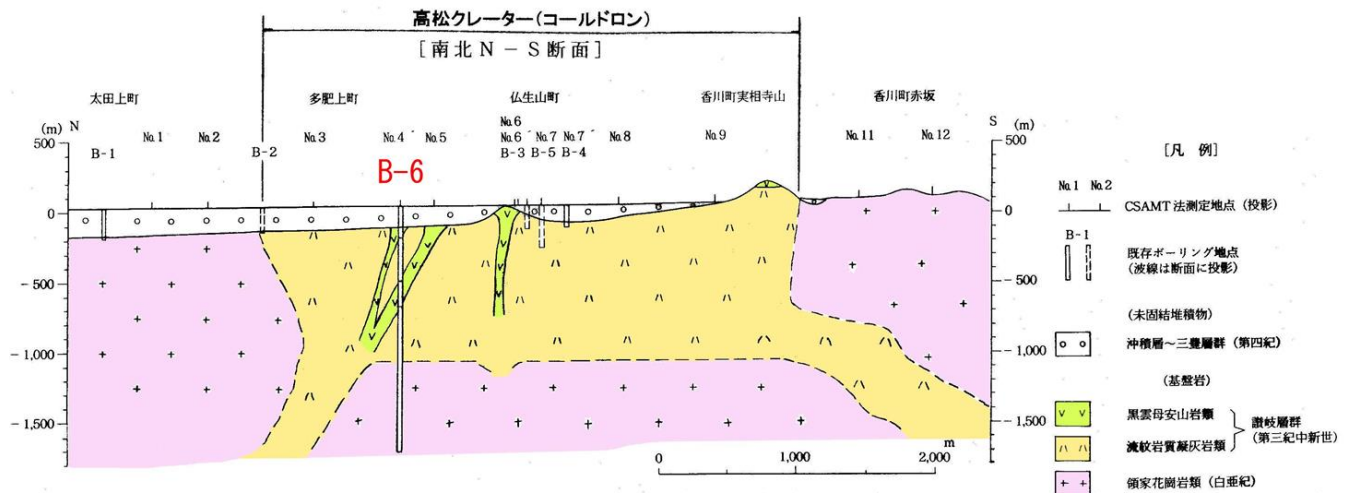 高松クレーター(コールドロン)
[南北 N － S 断面]
太田上町 多肥上町 仏生山町 香川町実相寺山 香川町赤坂
No.6
(m) N No.1 No.2 No.3 No.4´ No.5 No.6´ No.7 No.7´ No.8 No.9 No.11 No.12 S (m)
B-1 B-2 B-3 B-5 B-4
B-6
500 500
0 0
－500 －500
－1,000 －1,000
－1,500 －1,500
m
0 1,000 2,000
[凡 例]
No.1 No.2
CSAMT法測定地点(投影)
B-1
既存ボーリング地点
(波線は断面に投影)
(未固結堆積物)
沖積層～三豊層群(第四紀)
(基盤岩)
黒雲母安山岩類
讃岐層群
(第三紀中新世)
流紋岩質凝灰岩類
領家花崗岩類(白亜紀)